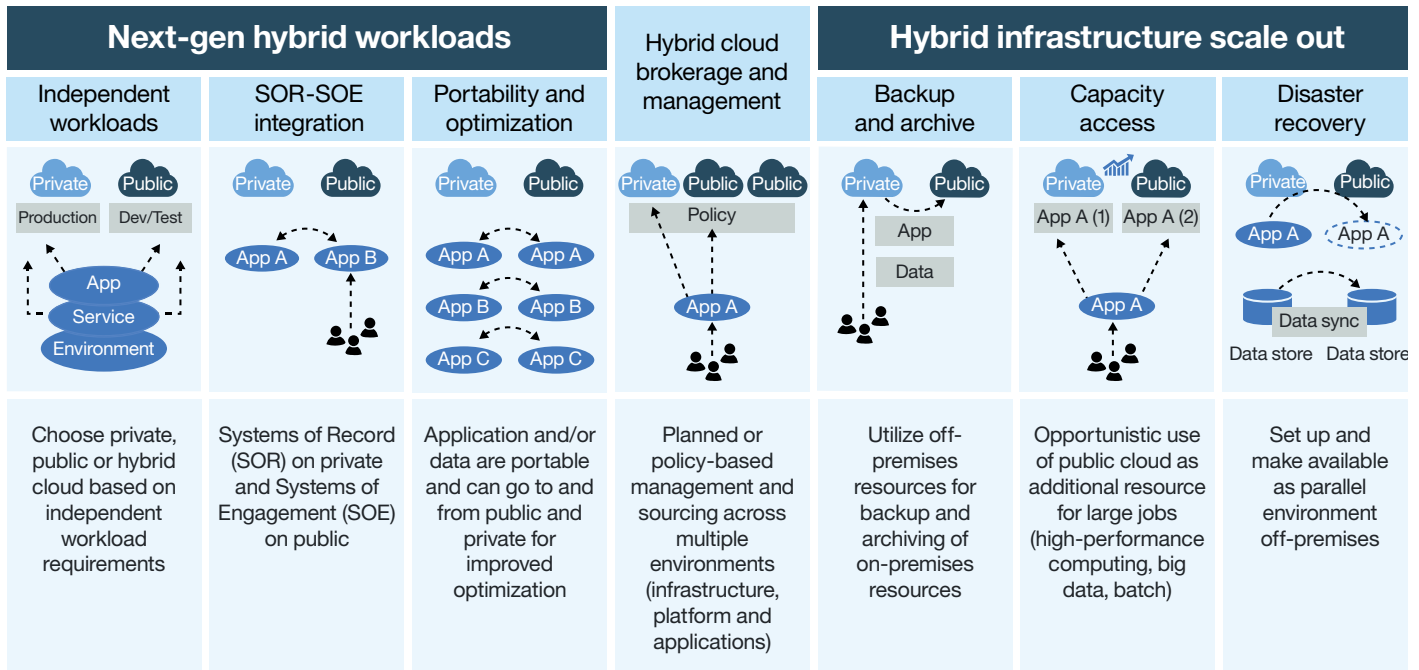 Next-gen hybrid workloads
Hybrid cloud
brokerage and
management
Hybrid infrastructure scale out
Independent
workloads
SOR-SOE
integration
Portability and
optimization
Backup
and archive
Capacity
access
Disaster
recovery
Private
Public
Production
Dev/Test
App
Service
Environment
Choose private,
public or hybrid
cloud based on
independent
workload
requirements
Private
Public
App A
App B
Systems of Record
(SOR) on private
and Systems of
Engagement (SOE)
on public
Private
Public
App A
App A
App B
App B
App C
App C
Application and/or
data are portable
and can go to and
from public and
private for
improved
optimization
Private
Public
Public
Policy
App A
Planned or
policy-based
management and
sourcing across
multiple
environments
(infrastructure,
platform and
applications)
Private
Public
App
Data
Utilize off-
premises
resources for
backup and
archiving of
on-premises
resources
Private
Public
App A (1)
App A (2)
App A
Opportunistic use
of public cloud as
additional resource
for large jobs
(high-performance
computing, big
data, batch)
Private
Public
App A
App A
Data sync
Data store
Data store
Set up and
make available
as parallel
environment
off-premises